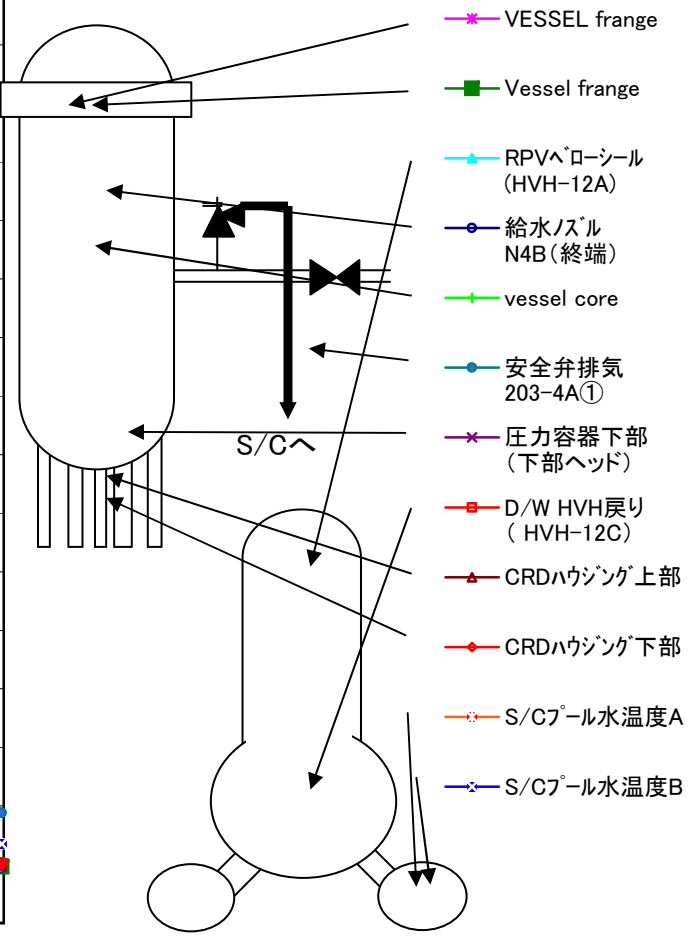 VESSEL frange
Vessel frange
RPVﾍﾞﾛｰシール
(HVH-12A)
給水ﾉｽﾞﾙ
N4B(終端)
vessel core
安全弁排気
203-4A①
圧力容器下部
(下部ヘッド)
D/W HVH戻り
( HVH-12C)
CRDﾊｳｼﾞﾝｸﾞ上部
CRDﾊｳｼﾞﾝｸﾞ下部
S/Cﾌﾟｰﾙ水温度A
S/Cﾌﾟｰﾙ水温度B
S/Cへ